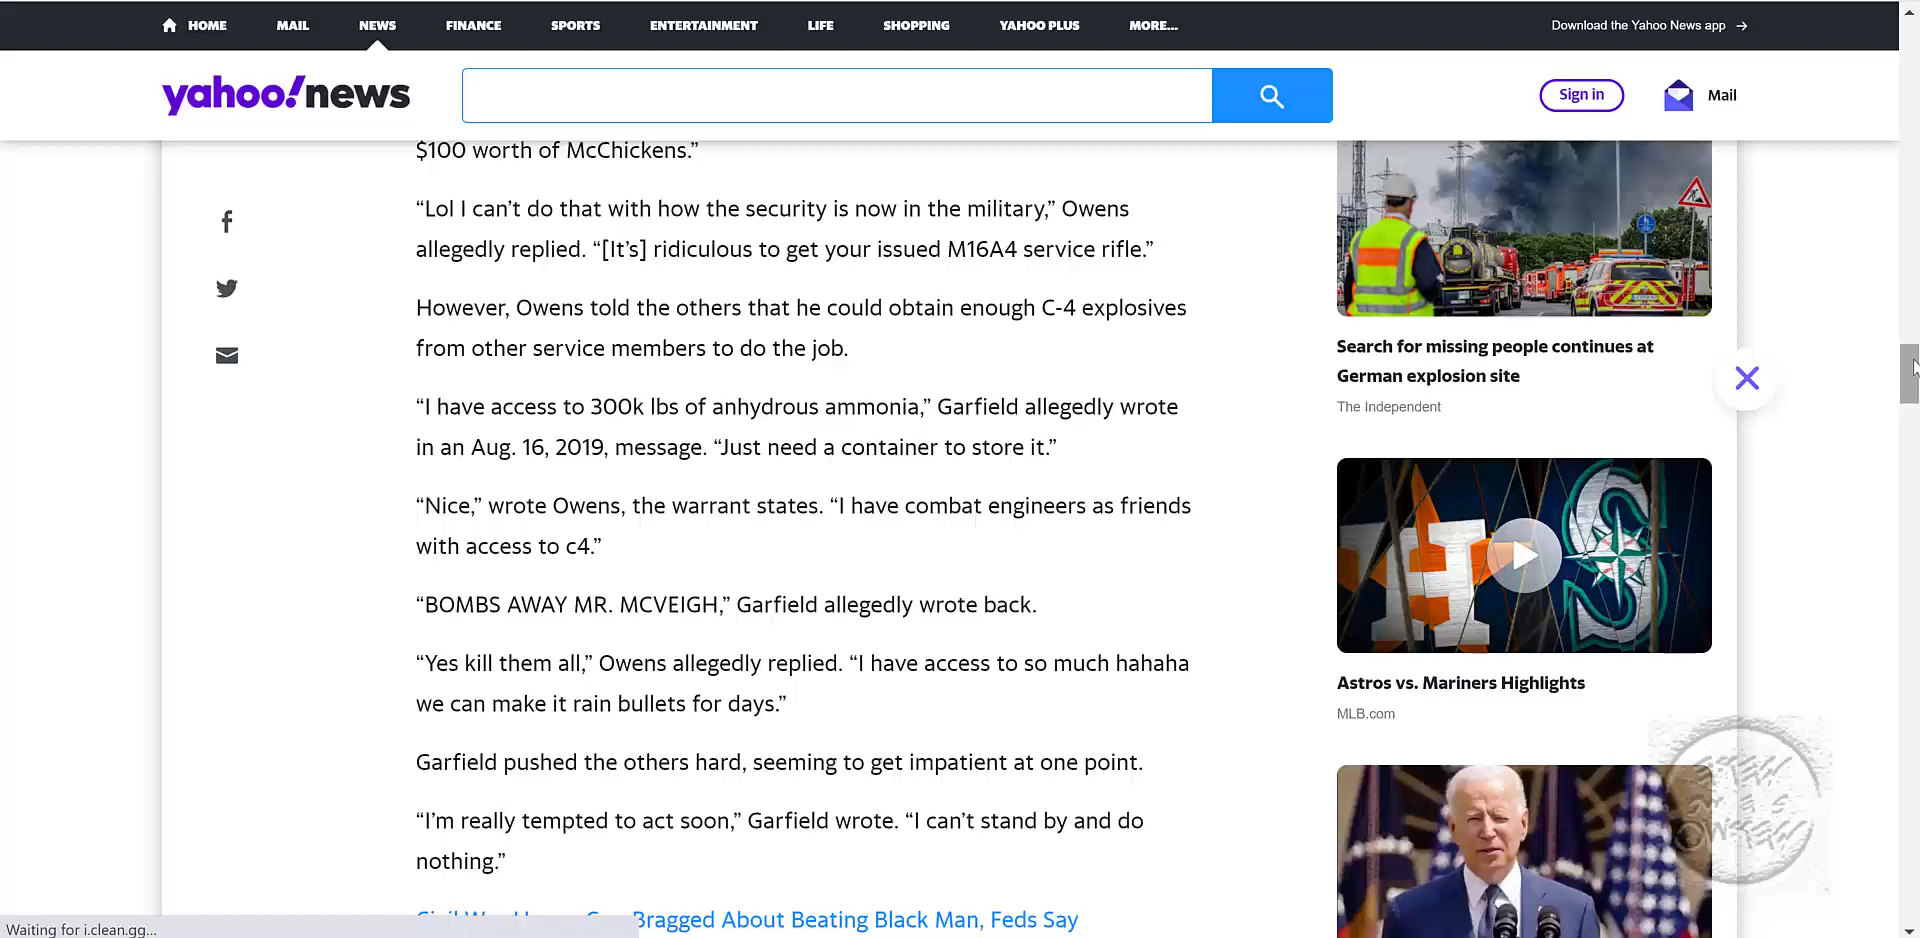 HOME MAIL NEWS FINANCE SPORTS ENTERTAINMENT LIFE SHOPPING YAHOO PLUS MORE... Download the Yahoo News app →
yahoo!news
Sign in
Mail
$100 worth of McChickens.”
“Lol I can’t do that with how the security is now in the military,” Owens
allegedly replied. “[It’s] ridiculous to get your issued M16A4 service rifle.”
However, Owens told the others that he could obtain enough C-4 explosives
from other service members to do the job.
“I have access to 300k lbs of anhydrous ammonia,” Garfield allegedly wrote
in an Aug. 16, 2019, message. “Just need a container to store it.”
“Nice,” wrote Owens, the warrant states. “I have combat engineers as friends
with access to c4.”
“BOMBS AWAY MR. MCVEIGH,” Garfield allegedly wrote back.
“Yes kill them all,” Owens allegedly replied. “I have access to so much hahaha
we can make it rain bullets for days.”
Garfield pushed the others hard, seeming to get impatient at one point.
“I’m really tempted to act soon,” Garfield wrote. “I can’t stand by and do
nothing.”
Bragged About Beating Black Man, Feds Say
Search for missing people continues at
German explosion site
The Independent
Astros vs. Mariners Highlights
MLB.com
Waiting for i.clean.gg...